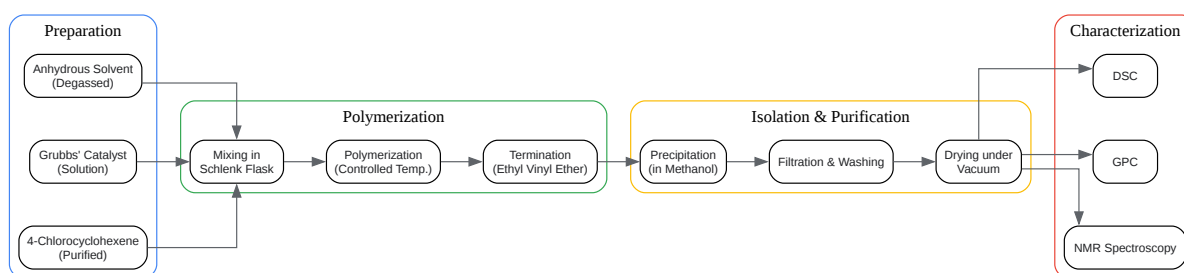 Preparation
Anhydrous Solvent
(Degassed)
Grubbs' Catalyst
(Solution)
4-Chlorocyclohexene
(Purified)
Polymerization
Mixing in
Schlenk Flask
Polymerization
(Controlled Temp.)
Termination
(Ethyl Vinyl Ether)
Isolation & Purification
Precipitation
(in Methanol)
Filtration & Washing
Drying under
Vacuum
Characterization
DSC
GPC
NMR Spectroscopy